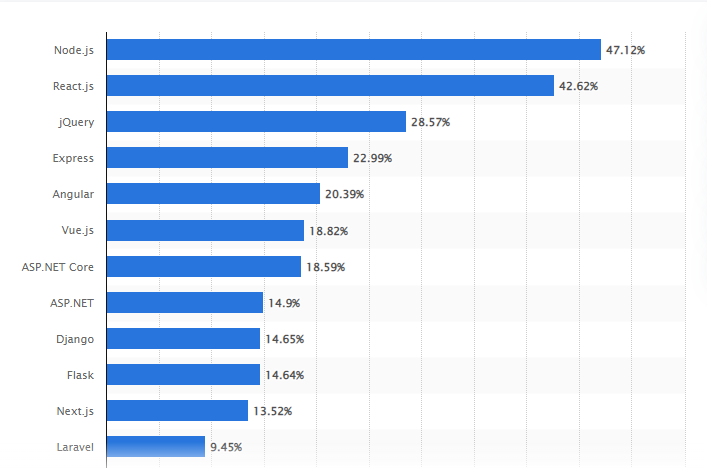 Node.js 47.12%
React.js 42.62%
jQuery 28.57%
Express 22.99%
Angular 20.39%
Vue.js 18.82%
ASP.NET Core 18.59%
ASP.NET 14.9%
Django 14.65%
Flask 14.64%
Next.js 13.52%
Laravel 9.45%